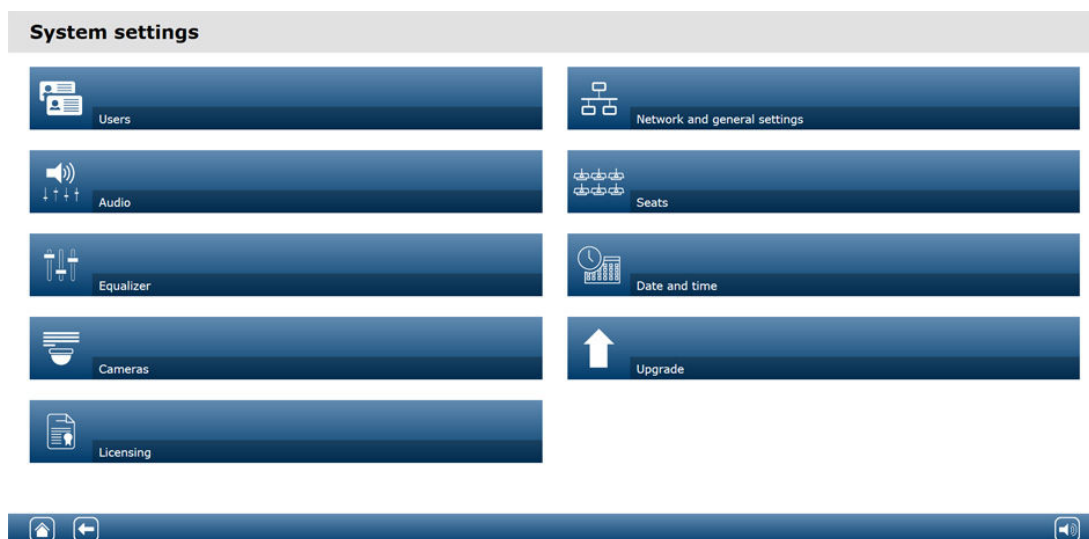 System settings
Users
Network and general settings
Audio
Seats
Equalizer
Date and time
Cameras
Upgrade
Licensing